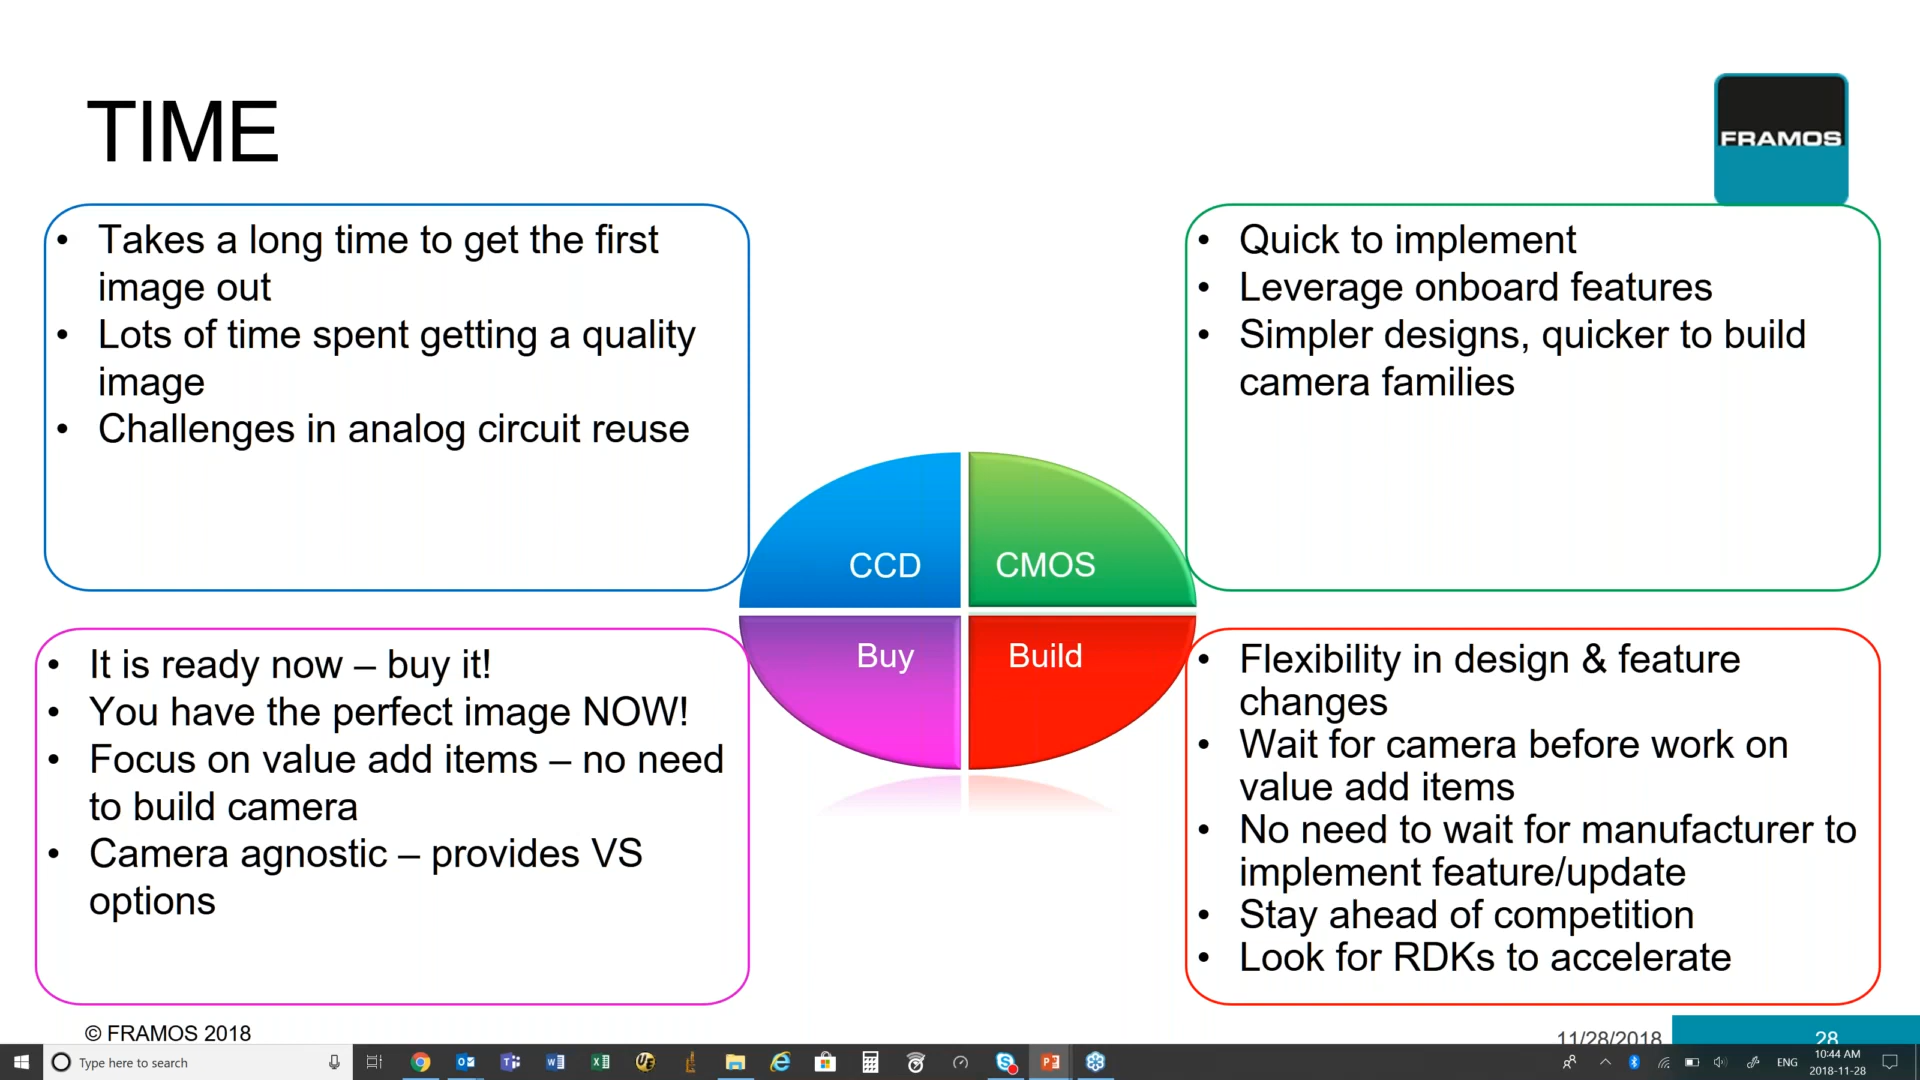 TIME
FRAMOS
• Takes a long time to get the first
image out
• Lots of time spent getting a quality
image
• Challenges in analog circuit reuse
• Quick to implement
• Leverage onboard features
• Simpler designs, quicker to build
camera families
CCD
CMOS
Buy
Build
• It is ready now – buy it!
• You have the perfect image NOW!
• Focus on value add items – no need
to build camera
• Camera agnostic – provides VS
options
• Flexibility in design & feature
changes
• Wait for camera before work on
value add items
• No need to wait for manufacturer to
implement feature/update
• Stay ahead of competition
• Look for RDKs to accelerate
© FRAMOS 2018
11/28/2018
28
Type here to search
ENG
10:44 AM
2018-11-28